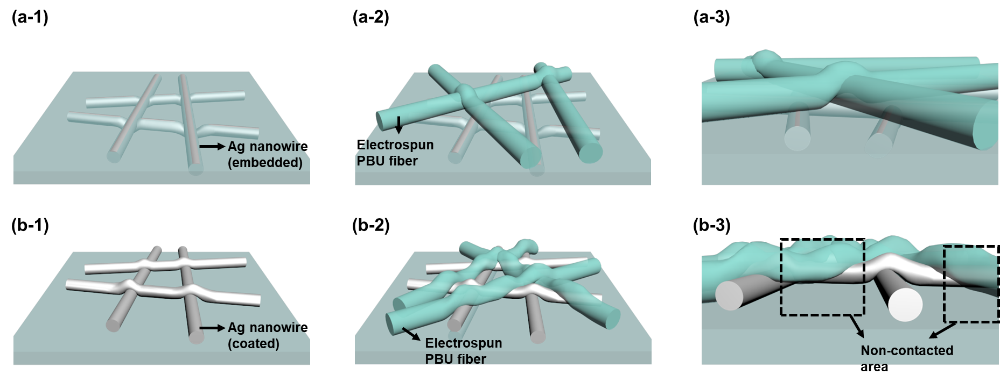 (a-1)
(a-2)
(a-3)
Ag nanowire
(embedded)
Electrospun
PBU fiber
(b-1)
(b-2)
(b-3)
Ag nanowire
(coated)
Electrospun
PBU fiber
Non-contacted
area